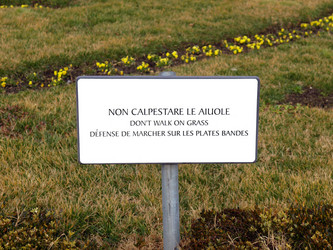 NON CALPESTARE LE AIUOLE
DON'T WALK ON GRASS
DÉFENSE DE MARCHER SUR LES PLATES BANDES